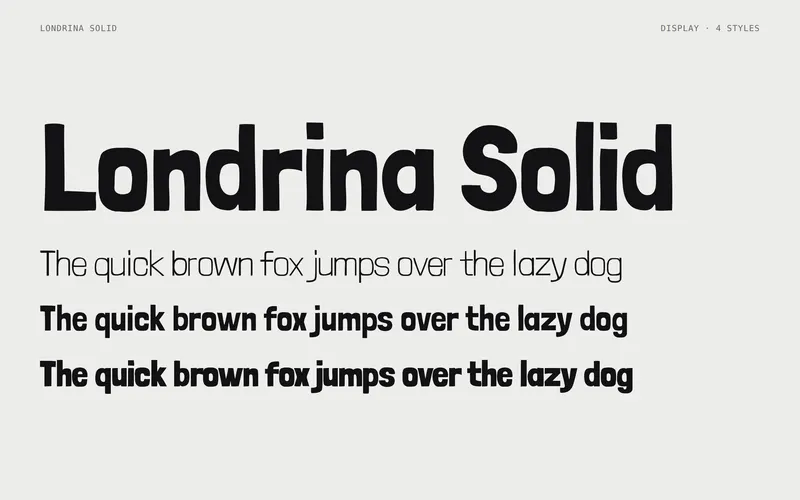 LONDRINA SOLID
DISPLAY · 4 STYLES
Londrina Solid
The quick brown fox jumps over the lazy dog
The quick brown fox jumps over the lazy dog
The quick brown fox jumps over the lazy dog